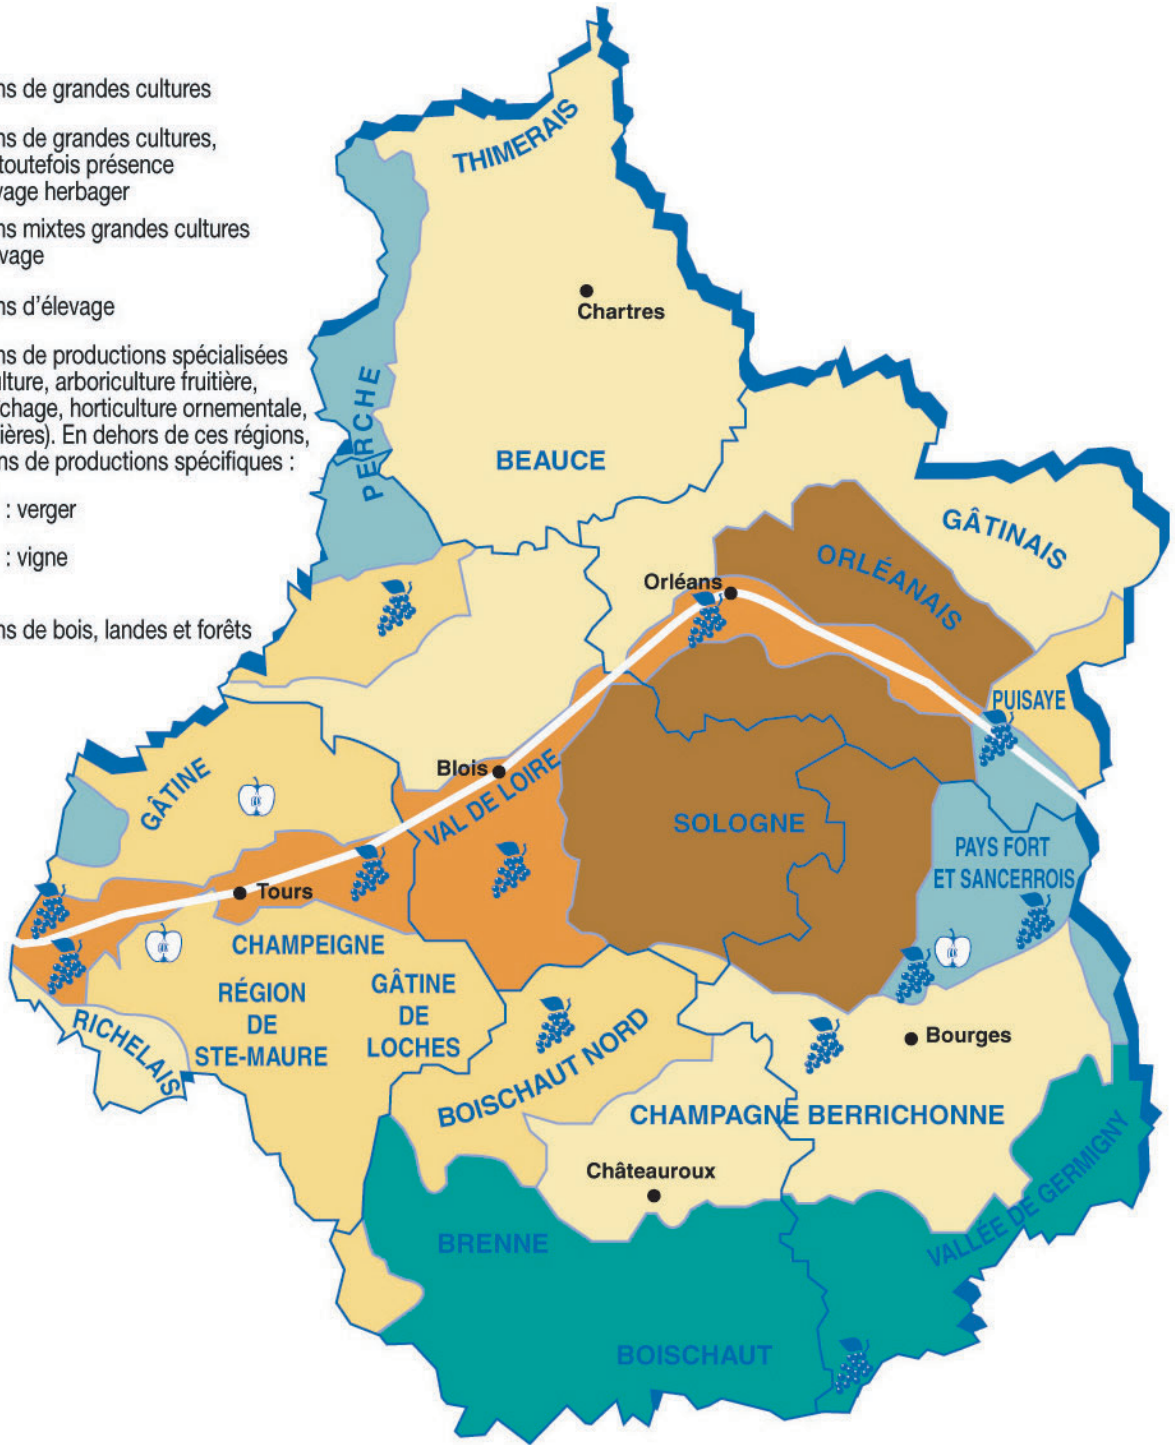 ns de grandes cultures
ns de grandes cultures,
toutefois présence
vage herbager
ns mixtes grandes cultures
vage
ns d'élevage
ns de productions spécialisées
ulture, arboriculture fruitière,
chage, horticulture ornementale,
ières). En dehors de ces régions,
ns de productions spécifiques :
: verger
: vigne
ns de bois, landes et forêts
THIMERAIS
Chartres
PERCHE
BEAUCE
GÂTINAIS
ORLÉANAIS
Orléans
PUISAYE
Blois
VAL DE LOIRE
GÂTINE
SOLOGNE
PAYS FORT
ET SANCERROIS
Tours
CHAMPEIGNE
RÉGION
DE
STE-MAURE
GÂTINE
DE
LOCHES
RICHELAIS
BOISCHAUT NORD
Bourges
CHAMPAGNE BERRICHONNE
Châteauroux
VALLÉE DE GERMIGNY
BRENNE
BOISCHAUT